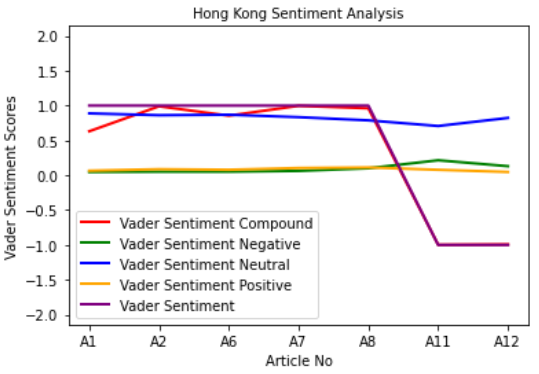 Hong Kong Sentiment Analysis
2.0
1.5
1.0
0.5
0.0
−0.5
−1.0
−1.5
−2.0
Vader Sentiment Scores
Vader Sentiment Compound
Vader Sentiment Negative
Vader Sentiment Neutral
Vader Sentiment Positive
Vader Sentiment
A1 A2 A6 A7 A8 A11 A12
Article No